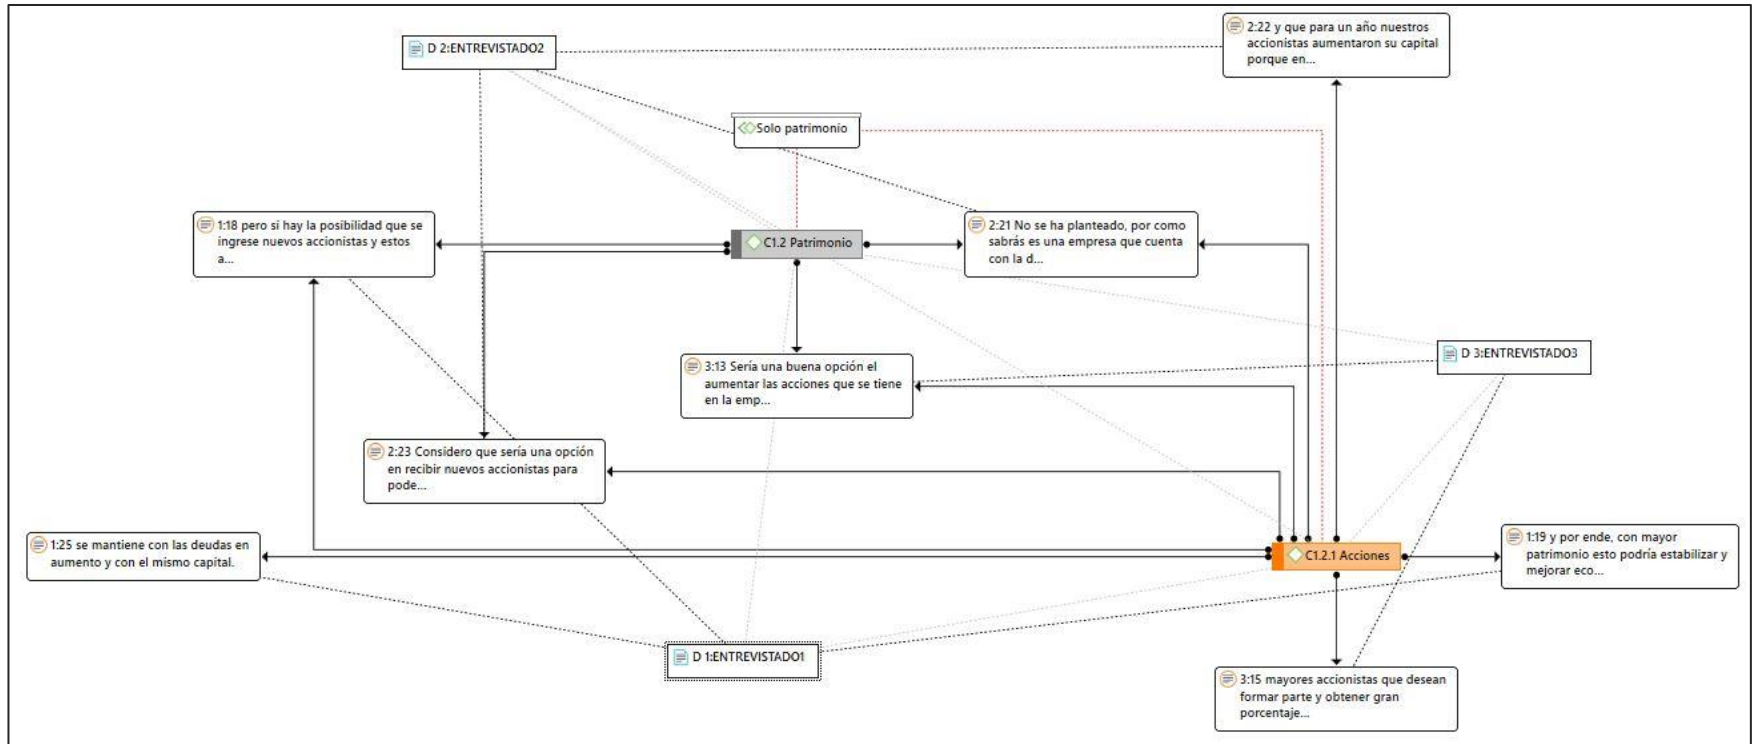 2:22 y que para un año nuestros
accionistas aumentaron su capital
porque en...
D 2:ENTREVISTADO2
Solo patrimonio
1:18 pero si hay la posibilidad que se
ingrese nuevos accionistas y estos
a...
C1.2 Patrimonio
2:21 No se ha planteado, por como
sabrás es una empresa que cuenta
con la d...
3:13 Sería una buena opción el
aumentar las acciones que se tiene
en la emp...
D 3:ENTREVISTADO3
2:23 Considero que sería una opción
en recibir nuevos accionistas para
pode...
1:25 se mantiene con las deudas en
aumento y con el mismo capital.
C1.2.1 Acciones
1:19 y por ende, con mayor
patrimonio esto podría estabilizar y
mejorar eco...
D 1:ENTREVISTADO1
3:15 mayores accionistas que desean
formar parte y obtener gran
porcentaje...